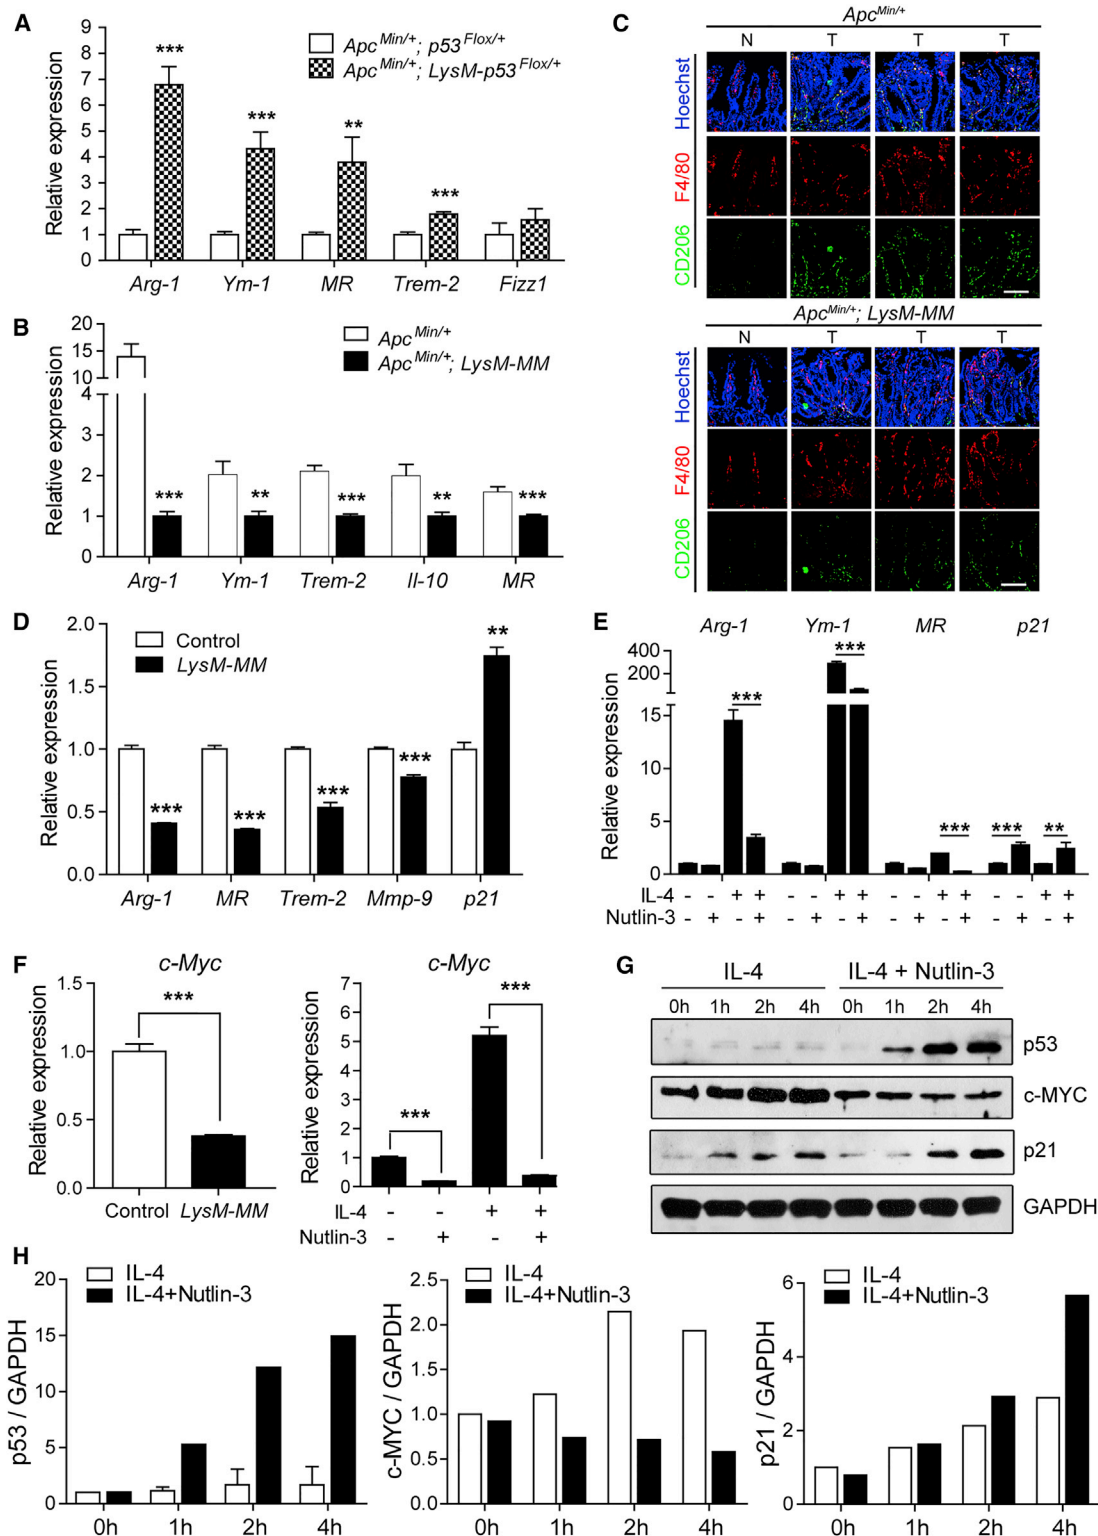 A
Relative expression
9
8
7
6
5
4
3
2
1
0
Apc Min/+; p53 Flox/+
Apc Min/+; LysM-p53 Flox/+
***
***
**
***
Arg-1 Ym-1 MR Trem-2 Fizz1
B
Relative expression
20
15
10
4
3
2
1
0
Apc Min/+
Apc Min/+; LysM-MM
*** ** *** ** ***
Arg-1 Ym-1 Trem-2 Il-10 MR
C
Apc Min/+
N T T T
Hoechst
F4/80
CD206
Apc Min/+; LysM-MM
N T T T
Hoechst
F4/80
CD206
D
Relative expression
2.0
1.5
1.0
0.5
0.0
Control
LysM-MM
*** *** *** *** **
Arg-1 MR Trem-2 Mmp-9 p21
E
Arg-1 Ym-1 MR p21
Relative expression
400
200
15
10
5
0
*** *** *** *** **
IL-4 - - + + - - + + - - + + - - + +
Nutlin-3 - + - + - + - + - + - + - + - +
F
c-Myc
Relative expression
1.5
1.0
0.5
0.0
***
Control LysM-MM
c-Myc
Relative expression
7
6
5
4
3
2
1
0
*** ***
IL-4 - - + +
Nutlin-3 - + - +
G
IL-4 IL-4 + Nutlin-3
0h 1h 2h 4h 0h 1h 2h 4h
p53
c-MYC
p21
GAPDH
H
p53 / GAPDH
20
15
10
5
0
IL-4
IL-4+Nutlin-3
0h 1h 2h 4h
c-MYC / GAPDH
2.5
2.0
1.5
1.0
0.5
0.0
IL-4
IL-4+Nutlin-3
0h 1h 2h 4h
p21 / GAPDH
6
4
2
0
IL-4
IL-4+Nutlin-3
0h 1h 2h 4h